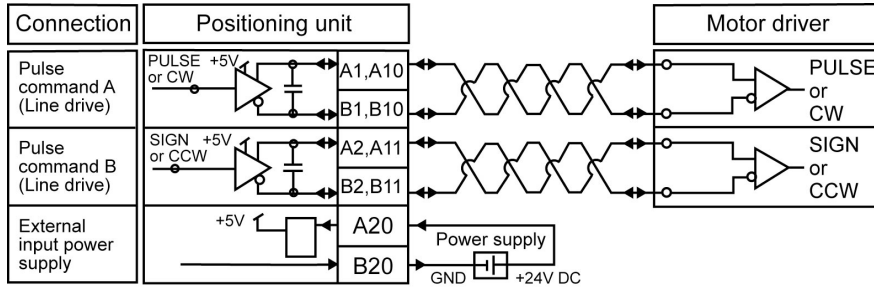 Connection
Positioning unit
Motor driver
Pulse
command A
(Line drive)
PULSE +5V
or CW
A1,A10
B1,B10
PULSE
or
CW
Pulse
command B
(Line drive)
SIGN +5V
or CCW
A2,A11
B2,B11
SIGN
or
CCW
External
input power
supply
+5V
A20
B20
Power supply
GND
+24V DC